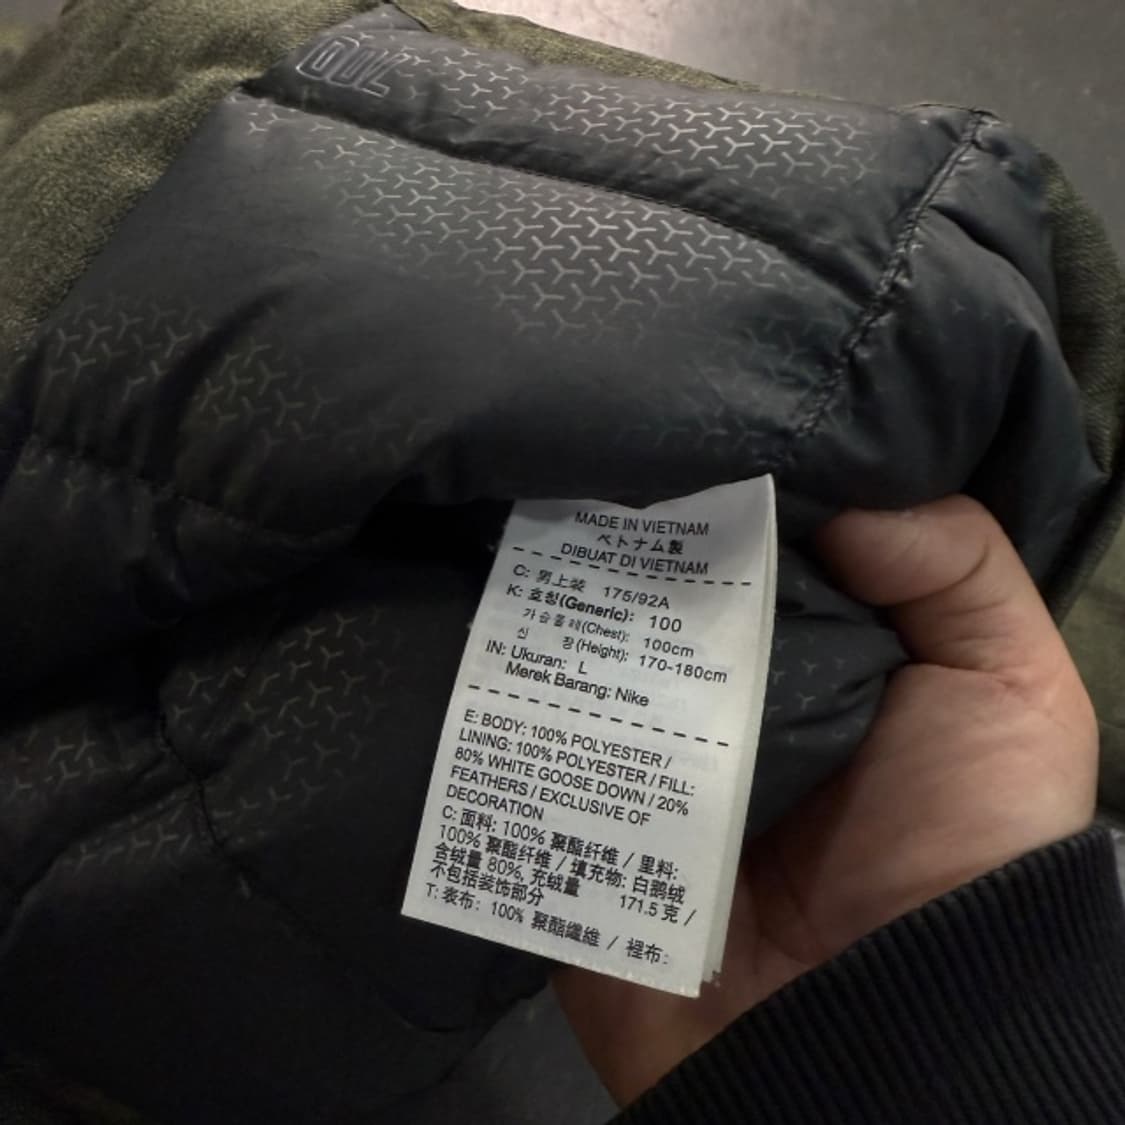 MADE IN VIETNAM
ベトナム製
DIBUAT DI VIETNAM
C: 男上装 175/92A
K: 호칭(Generic): 100
가슴둘레(Chest): 100cm
신 장(Height): 170-180cm
IN: Ukuran: L
Merek Barang: Nike
E: BODY: 100% POLYESTER /
LINING: 100% POLYESTER / FILL:
80% WHITE GOOSE DOWN / 20%
FEATHERS / EXCLUSIVE OF
DECORATION
C: 面料: 100% 聚酯纤维 / 里料:
100% 聚酯纤维 / 填充物: 白鹅绒
含绒量 80%, 充绒量 171.5 克 /
不包括装饰部分
T: 表布: 100% 聚酯纖維 / 裡布: